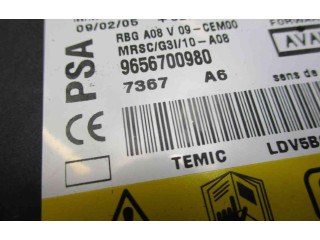 09/02/05
RBG A08 V 09-CEM00
MRSC/G3I/10-A08
PSA
9656700980
7367 A6
sens de
AVA
CE
TEMIC
LDV5B